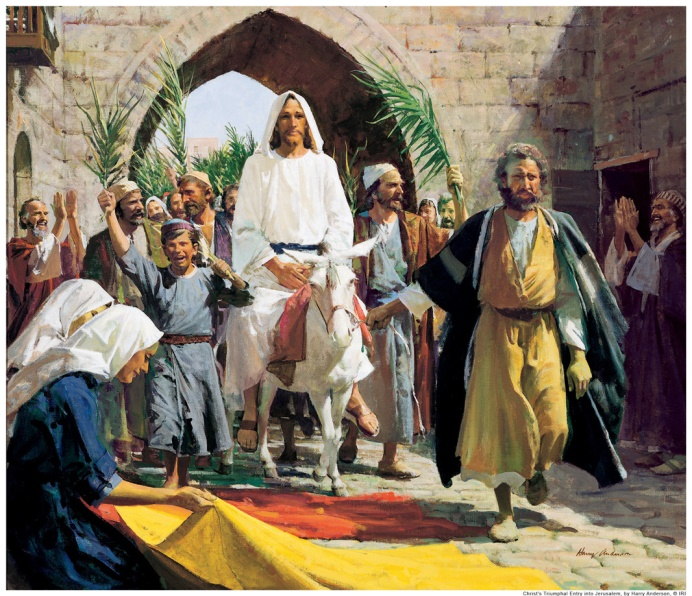 Harry Anderson
Christ's Triumphal Entry into Jerusalem, by Harry Anderson, © IRI